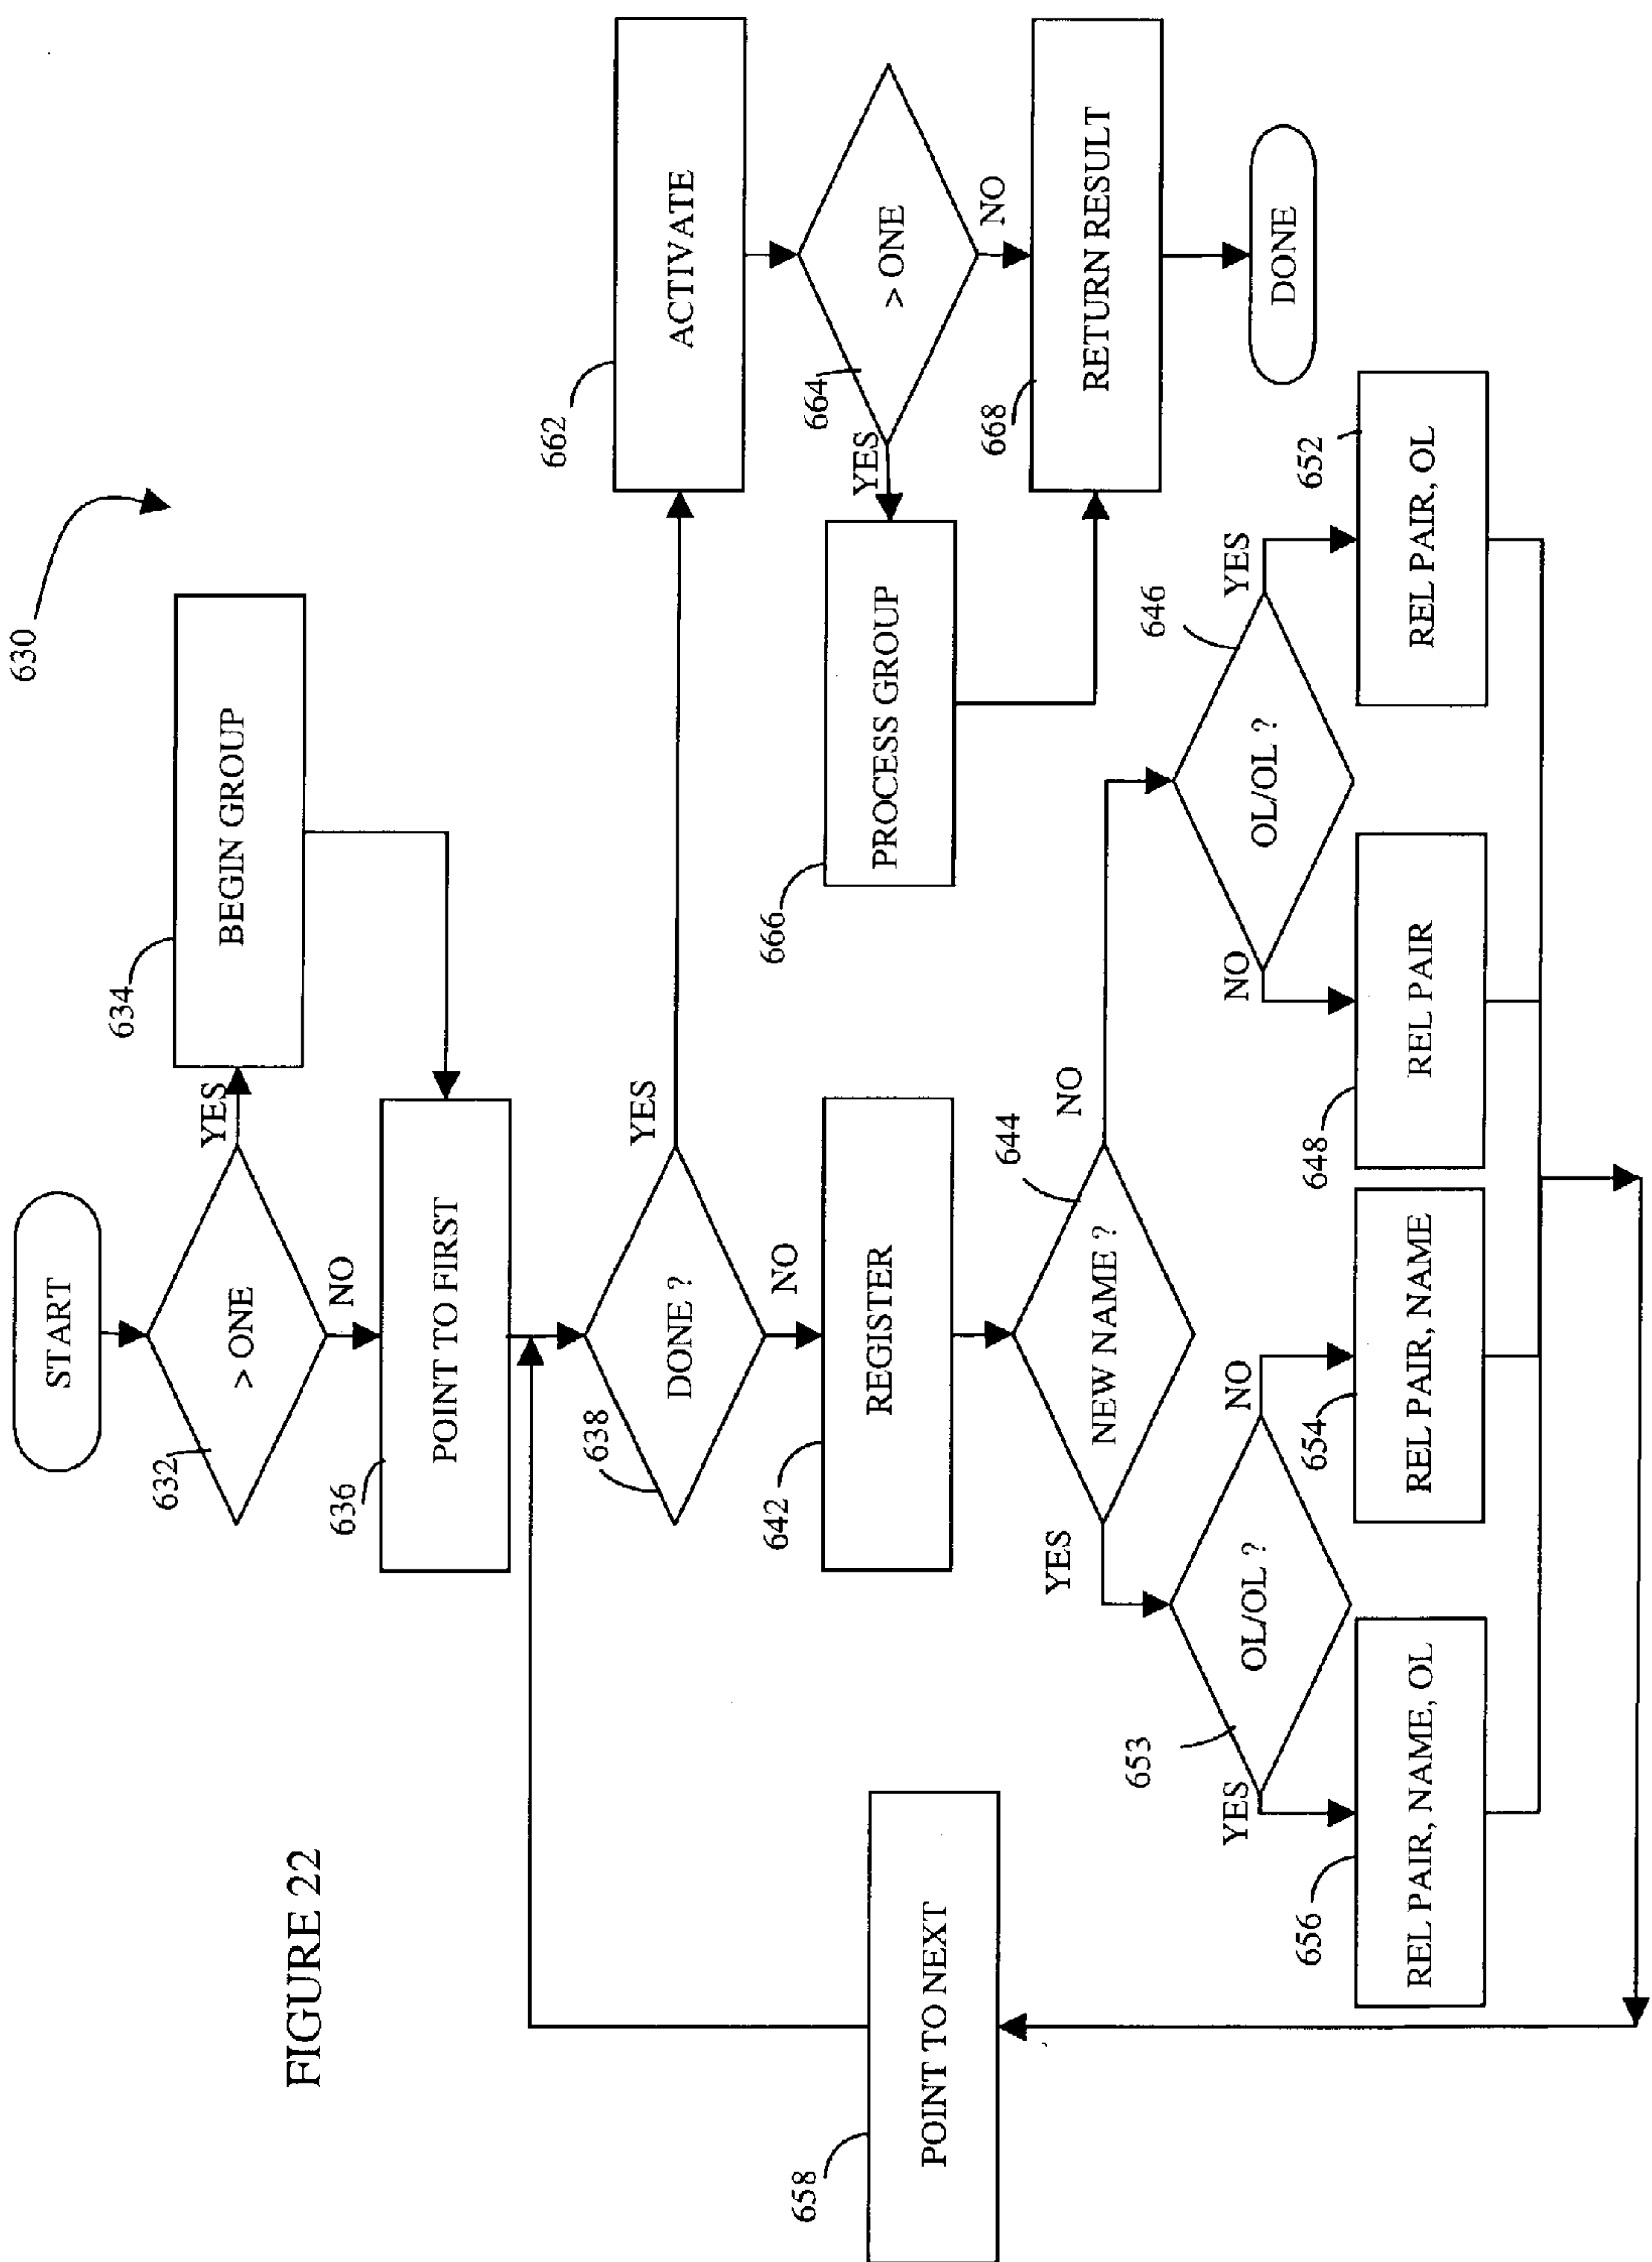 FIGURE 22
630
START
632
> ONE
YES
NO
634
BEGIN GROUP
636
POINT TO FIRST
638
DONE ?
YES
NO
662
ACTIVATE
642
REGISTER
664
> ONE
YES
NO
666
PROCESS GROUP
668
RETURN RESULT
DONE
658
POINT TO NEXT
644
NEW NAME ?
YES
NO
653
OL/OL ?
YES
NO
646
OL/OL ?
NO
YES
656
REL PAIR, NAME, OL
654
REL PAIR, NAME
648
REL PAIR
652
REL PAIR, OL